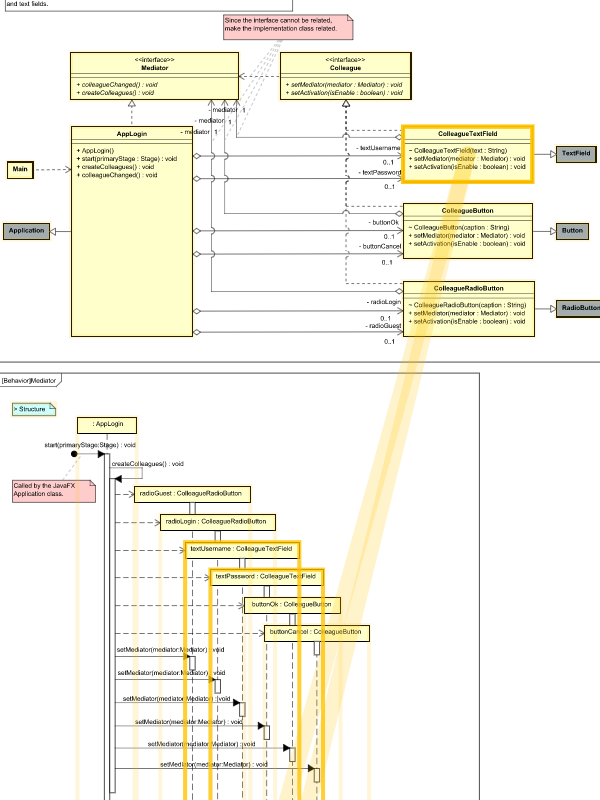 and text fields.
Since the interface cannot be related,
make the implementation class related.
<<interface>>
Mediator
+ colleagueChanged() : void
+ createColleagues() : void
<<interface>>
Colleague
+ setMediator(mediator : Mediator) : void
+ setActivation(isEnable : boolean) : void
- mediator 1
- mediator 1
- mediator 1
AppLogin
+ AppLogin()
+ start(primaryStage : Stage) : void
+ createColleagues() : void
+ colleagueChanged() : void
Main
Application
- textUsername
0..1
- textPassword
0..1
ColleagueTextField
~ ColleagueTextField(text : String)
+ setMediator(mediator : Mediator) : void
+ setActivation(isEnable : boolean) : void
TextField
- buttonOk
0..1
- buttonCancel
0..1
ColleagueButton
~ ColleagueButton(caption : String)
+ setMediator(mediator : Mediator) : void
+ setActivation(isEnable : boolean) : void
Button
- radioLogin
0..1
- radioGuest
0..1
ColleagueRadioButton
~ ColleagueRadioButton(caption : String)
+ setMediator(mediator : Mediator) : void
+ setActivation(isEnable : boolean) : void
RadioButton
[Behavior]Mediator
> Structure
: AppLogin
start(primaryStage:Stage) : void
createColleagues() : void
Called by the JavaFX
Application class.
radioGuest : ColleagueRadioButton
radioLogin : ColleagueRadioButton
textUsername : ColleagueTextField
textPassword : ColleagueTextField
buttonOk : ColleagueButton
buttonCancel : ColleagueButton
setMediator(mediator:Mediator) : void
setMediator(mediator:Mediator) : void
setMediator(mediator:Mediator) : void
setMediator(mediator:Mediator) : void
setMediator(mediator:Mediator) : void
setMediator(mediator:Mediator) : void